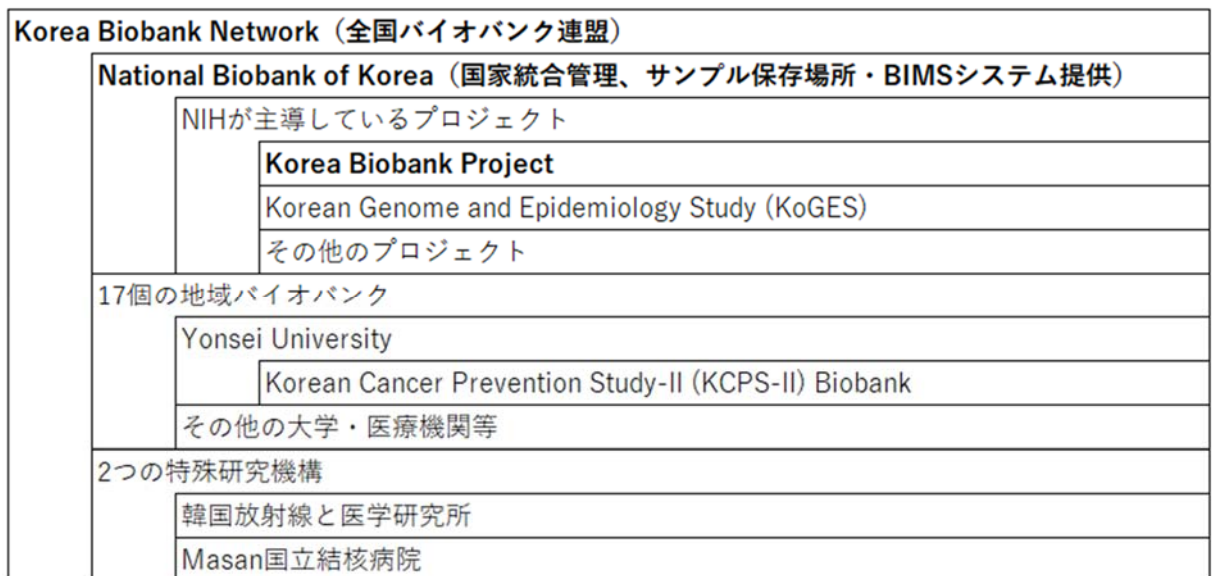 Korea Biobank Network（全国バイオバンク連盟）
National Biobank of Korea（国家統合管理、サンプル保存場所・BIMSシステム提供）
NIHが主導しているプロジェクト
Korea Biobank Project
Korean Genome and Epidemiology Study (KoGES)
その他のプロジェクト
17個の地域バイオバンク
Yonsei University
Korean Cancer Prevention Study-II (KCPS-II) Biobank
その他の大学・医療機関等
2つの特殊研究機構
韓国放射線と医学研究所
Masan国立結核病院